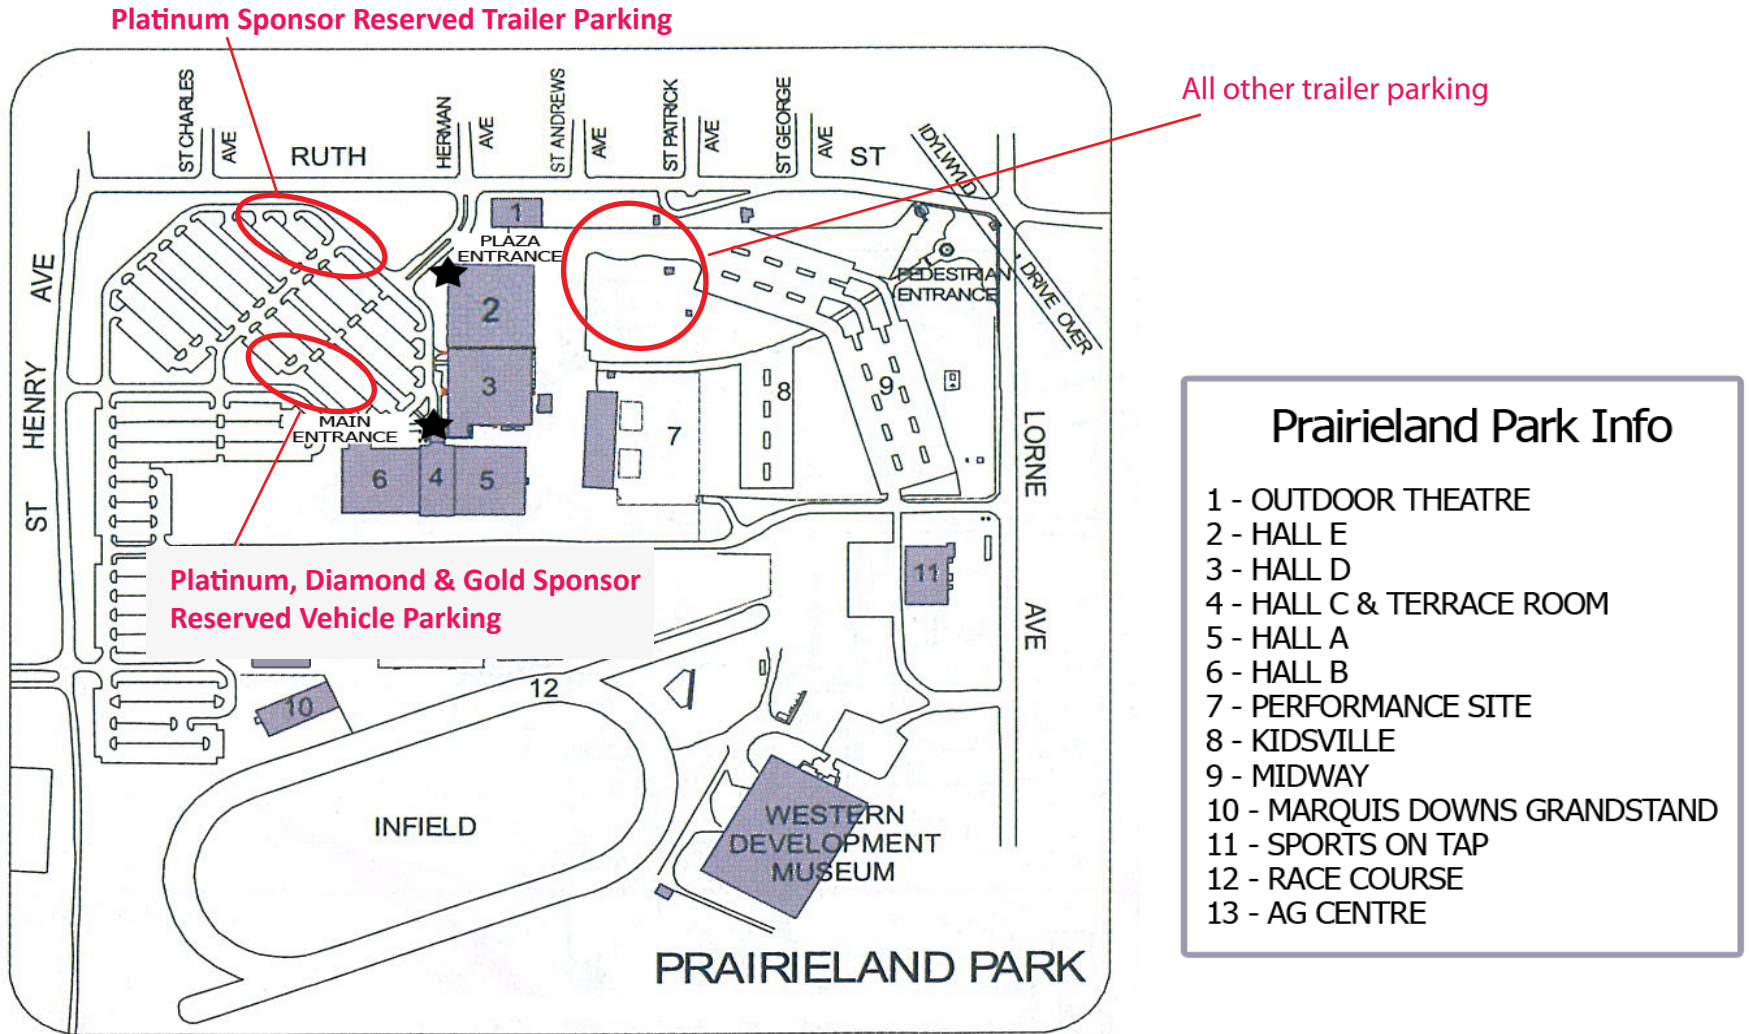 Platinum Sponsor Reserved Trailer Parking
All other trailer parking
ST CHARLES
AVE
RUTH
HERMAN
AVE
ST ANDREWS
AVE
ST PATRICK
AVE
ST GEORGE
AVE
ST
IDYLWYLD
DRIVE OVER
1
PLAZA
ENTRANCE
PEDESTRIAN
ENTRANCE
2
3
MAIN
ENTRANCE
6
4
5
7
8
9
ST HENRY AVE
LORNE AVE
Platinum, Diamond & Gold Sponsor
Reserved Vehicle Parking
11
10
12
INFIELD
WESTERN
DEVELOPMENT
MUSEUM
PRAIRIELAND PARK
Prairieland Park Info
1 - OUTDOOR THEATRE
2 - HALL E
3 - HALL D
4 - HALL C & TERRACE ROOM
5 - HALL A
6 - HALL B
7 - PERFORMANCE SITE
8 - KIDSVILLE
9 - MIDWAY
10 - MARQUIS DOWNS GRANDSTAND
11 - SPORTS ON TAP
12 - RACE COURSE
13 - AG CENTRE